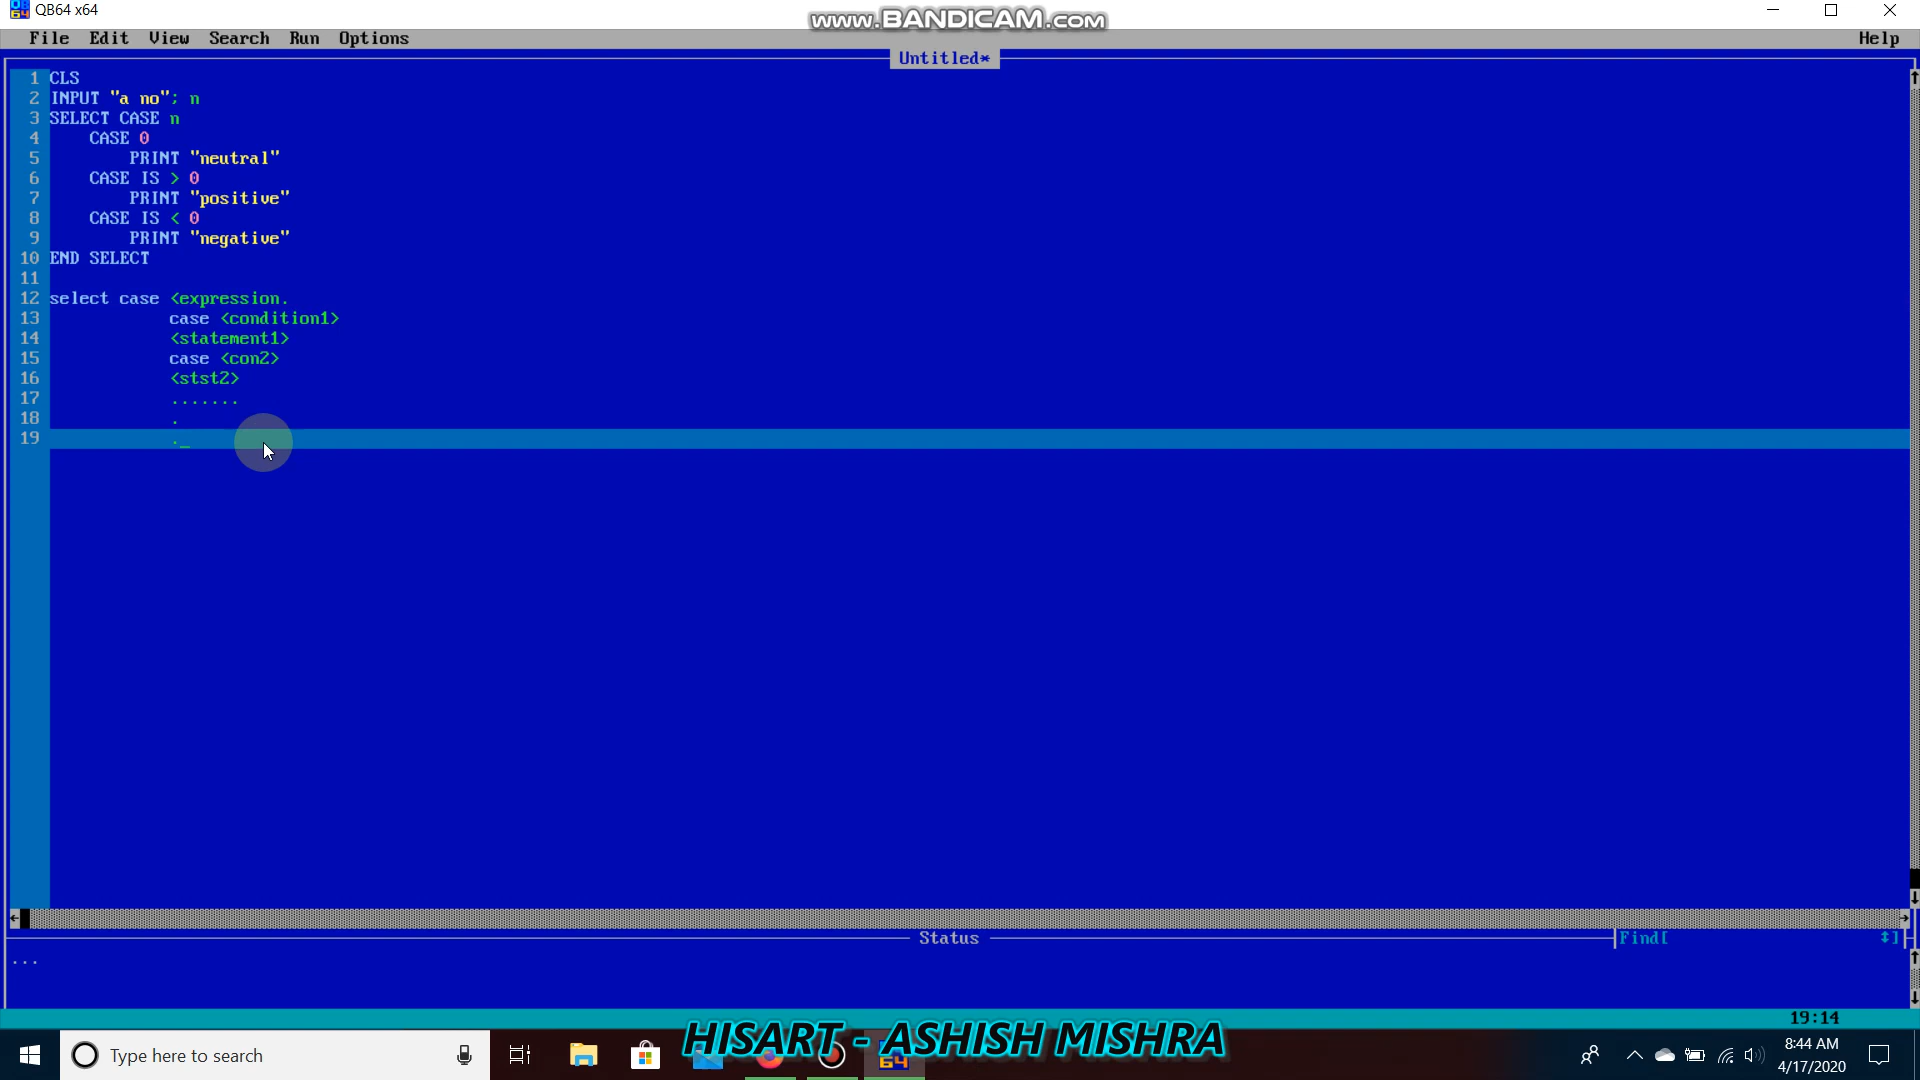 QB64 x64
www.BANDICAM.com
File Edit View Search Run Options Help
Untitled*
1 CLS
2 INPUT "a no"; n
3 SELECT CASE n
4 CASE 0
5 PRINT "neutral"
6 CASE IS > 0
7 PRINT "positive"
8 CASE IS < 0
9 PRINT "negative"
10 END SELECT
11
12 select case <expression.
13 case <condition1>
14 <statement1>
15 case <con2>
16 <stst2>
17 .......
18 .
19 ._
Status
Find[ ]
...
19:14
HISART - ASHISH MISHRA
Type here to search
64
8:44 AM
4/17/2020